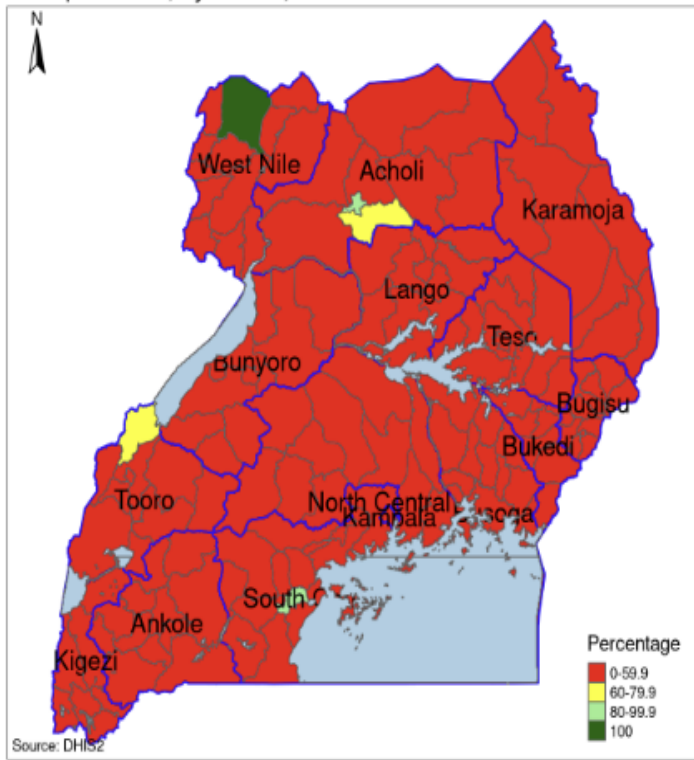 N
West Nile
Acholi
Karamoja
Lango
Teso
Bunyoro
Bugisu
Bukedi
Tooro
North Central
Kampala
South
Ankole
Kigezi
Percentage
0-59.9
60-79.9
80-99.9
100
Source: DHIS2